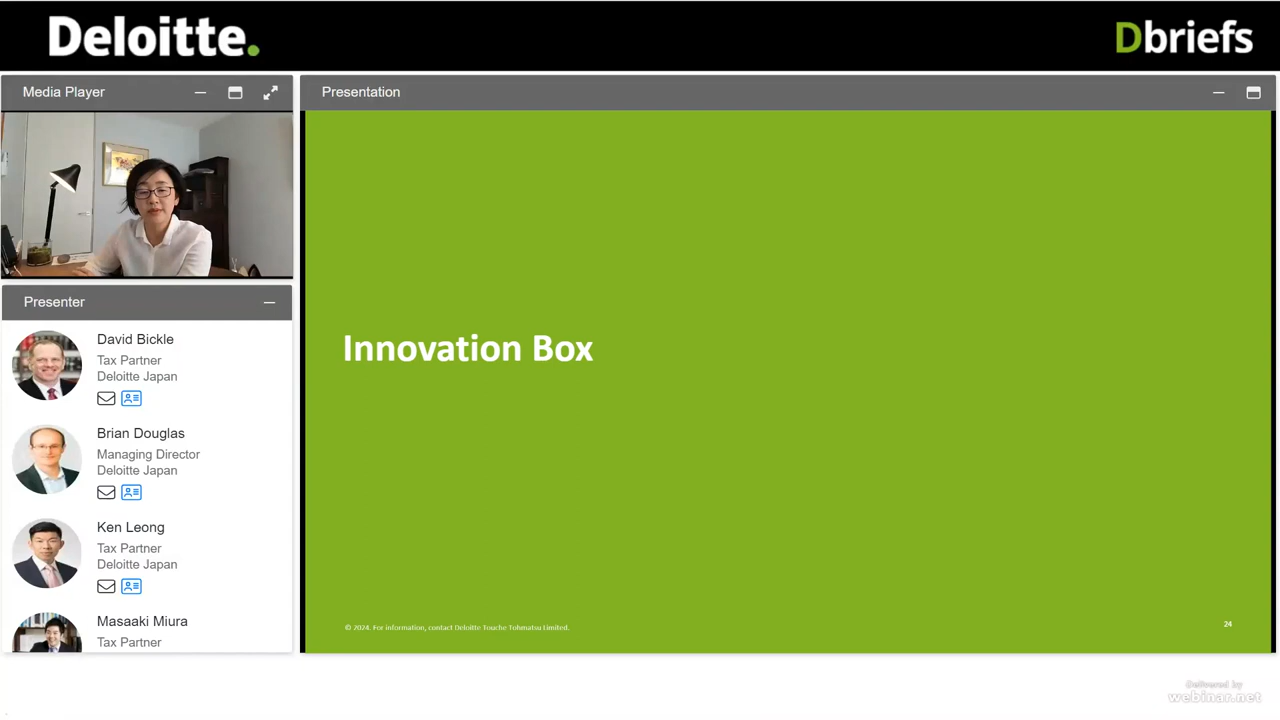 Deloitte.
Dbriefs
Media Player
Presentation
Innovation Box
© 2024. For information, contact Deloitte Touche Tohmatsu Limited.
24
Presenter
David Bickle
Tax Partner
Deloitte Japan
Brian Douglas
Managing Director
Deloitte Japan
Ken Leong
Tax Partner
Deloitte Japan
Masaaki Miura
Tax Partner
Delivered by
webinar.net